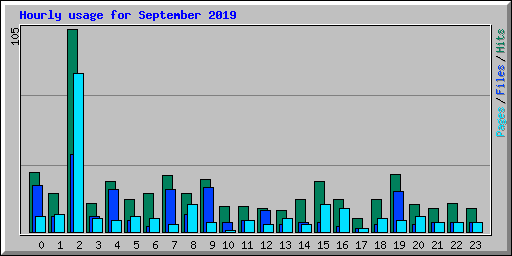 Hourly usage for September 2019
105
Pages/Files/Hits
0 1 2 3 4 5 6 7 8 9 10 11 12 13 14 15 16 17 18 19 20 21 22 23